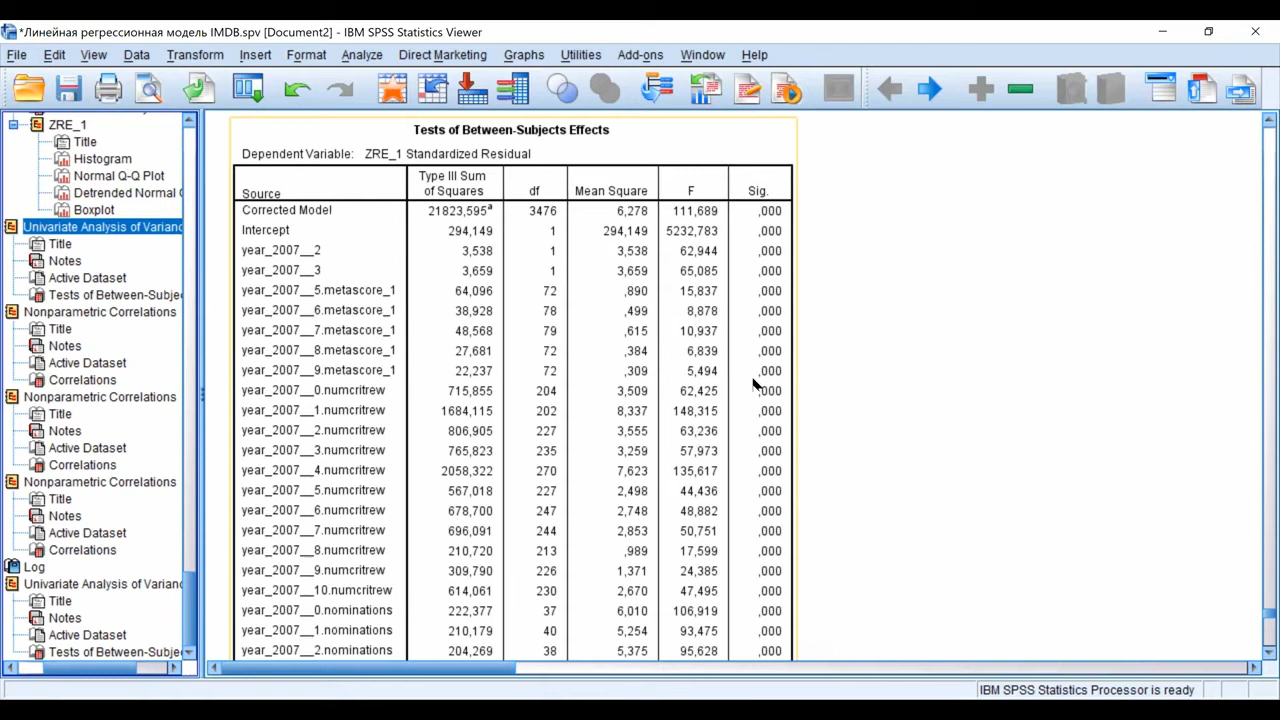 *Линейная регрессионная модель IMDB.spv [Document2] - IBM SPSS Statistics Viewer
File Edit View Data Transform Insert Format Analyze Direct Marketing Graphs Utilities Add-ons Window Help
ZRE_1
Title
Histogram
Normal Q-Q Plot
Detrended Normal
Boxplot
Univariate Analysis of Varianc
Title
Notes
Active Dataset
Tests of Between-Subje
Nonparametric Correlations
Title
Notes
Active Dataset
Correlations
Nonparametric Correlations
Title
Notes
Active Dataset
Correlations
Nonparametric Correlations
Title
Notes
Active Dataset
Correlations
Log
Univariate Analysis of Varianc
Title
Notes
Active Dataset
Tests of Between-Subje
Tests of Between-Subjects Effects
Dependent Variable: ZRE_1 Standardized Residual
Source Type III Sum of Squares df Mean Square F Sig.
Corrected Model 21823,595a 3476 6,278 111,689 ,000
Intercept 294,149 1 294,149 5232,783 ,000
year_2007__2 3,538 1 3,538 62,944 ,000
year_2007__3 3,659 1 3,659 65,085 ,000
year_2007__5.metascore_1 64,096 72 ,890 15,837 ,000
year_2007__6.metascore_1 38,928 78 ,499 8,878 ,000
year_2007__7.metascore_1 48,568 79 ,615 10,937 ,000
year_2007__8.metascore_1 27,681 72 ,384 6,839 ,000
year_2007__9.metascore_1 22,237 72 ,309 5,494 ,000
year_2007__0.numcritrew 715,855 204 3,509 62,425 ,000
year_2007__1.numcritrew 1684,115 202 8,337 148,315 ,000
year_2007__2.numcritrew 806,905 227 3,555 63,236 ,000
year_2007__3.numcritrew 765,823 235 3,259 57,973 ,000
year_2007__4.numcritrew 2058,322 270 7,623 135,617 ,000
year_2007__5.numcritrew 567,018 227 2,498 44,436 ,000
year_2007__6.numcritrew 678,700 247 2,748 48,882 ,000
year_2007__7.numcritrew 696,091 244 2,853 50,751 ,000
year_2007__8.numcritrew 210,720 213 ,989 17,599 ,000
year_2007__9.numcritrew 309,790 226 1,371 24,385 ,000
year_2007__10.numcritrew 614,061 230 2,670 47,495 ,000
year_2007__0.nominations 222,377 37 6,010 106,919 ,000
year_2007__1.nominations 210,179 40 5,254 93,475 ,000
year_2007__2.nominations 204,269 38 5,375 95,628 ,000
IBM SPSS Statistics Processor is ready